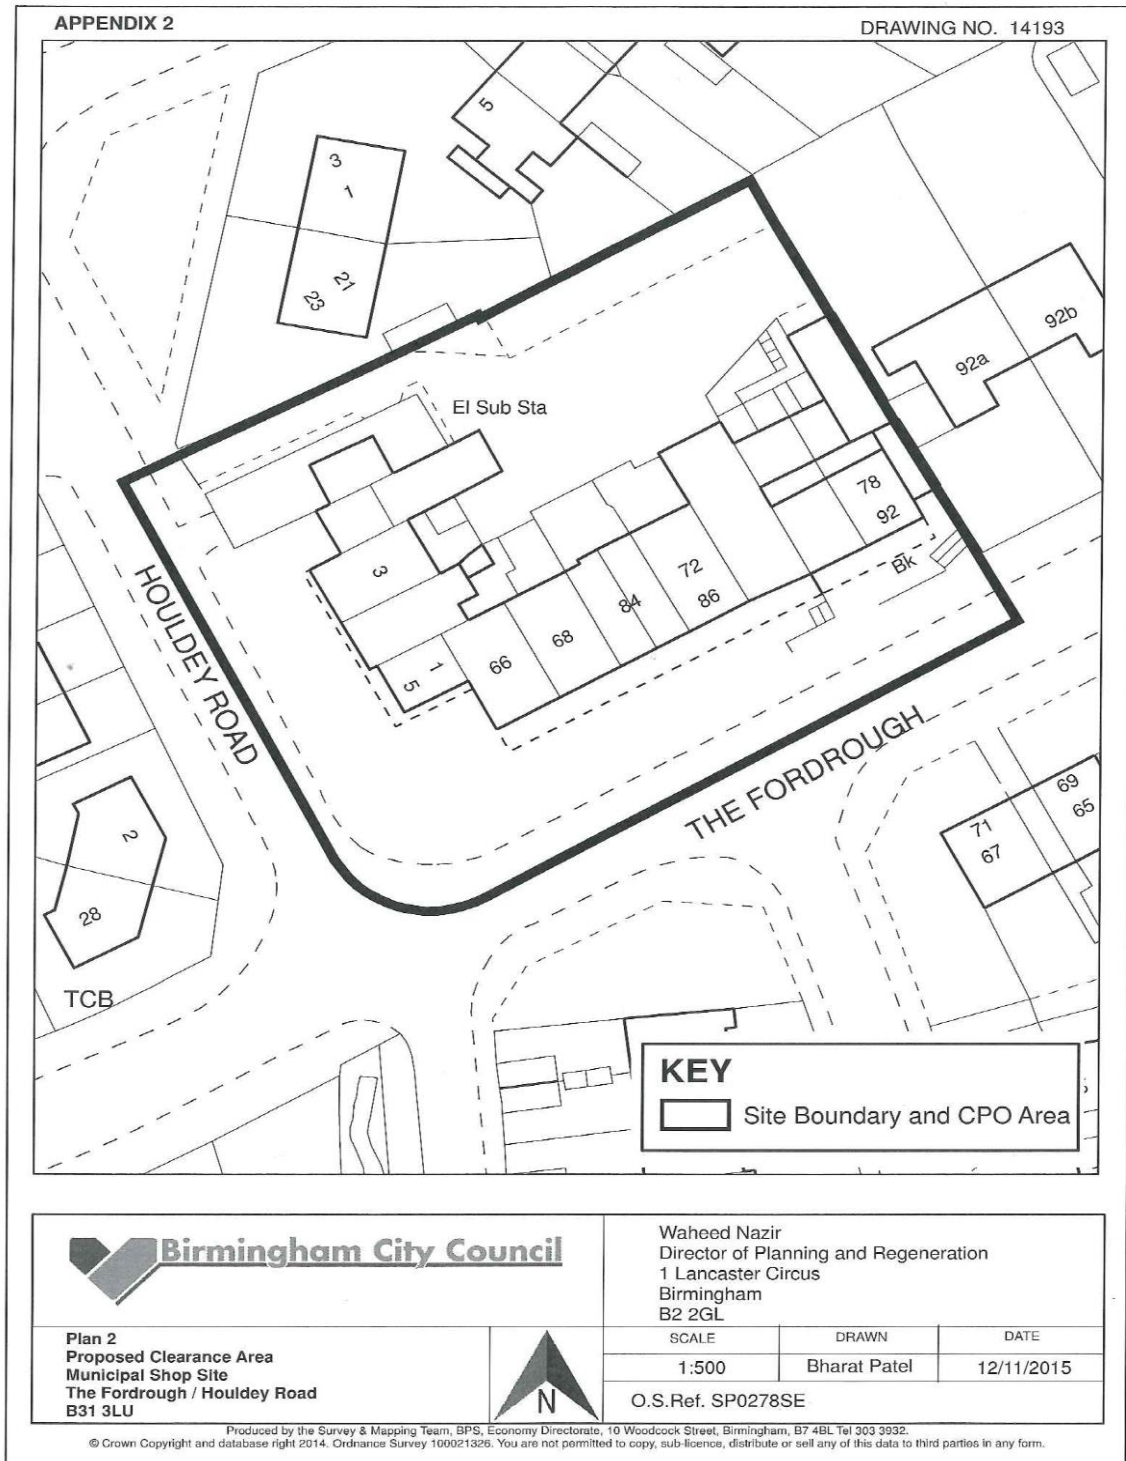 APPENDIX 2
DRAWING NO. 14193
5
3
1
21
23
92b
92a
El Sub Sta
78
92
3
72
86
84
68
66
1
5
Bk
HOULDEY ROAD
THE FORDROUGH
69
65
71
67
2
28
TCB
KEY
Site Boundary and CPO Area
Birmingham City Council
Waheed Nazir
Director of Planning and Regeneration
1 Lancaster Circus
Birmingham
B2 2GL
Plan 2
Proposed Clearance Area
Municipal Shop Site
The Fordrough / Houldey Road
B31 3LU
N
SCALE
DRAWN
DATE
1:500
Bharat Patel
12/11/2015
O.S.Ref. SP0278SE
Produced by the Survey & Mapping Team, BPS, Economy Directorate, 10 Woodcock Street, Birmingham, B7 4BL Tel 303 3932.
© Crown Copyright and database right 2014. Ordnance Survey 100021326. You are not permitted to copy, sub-licence, distribute or sell any of this data to third parties in any form.